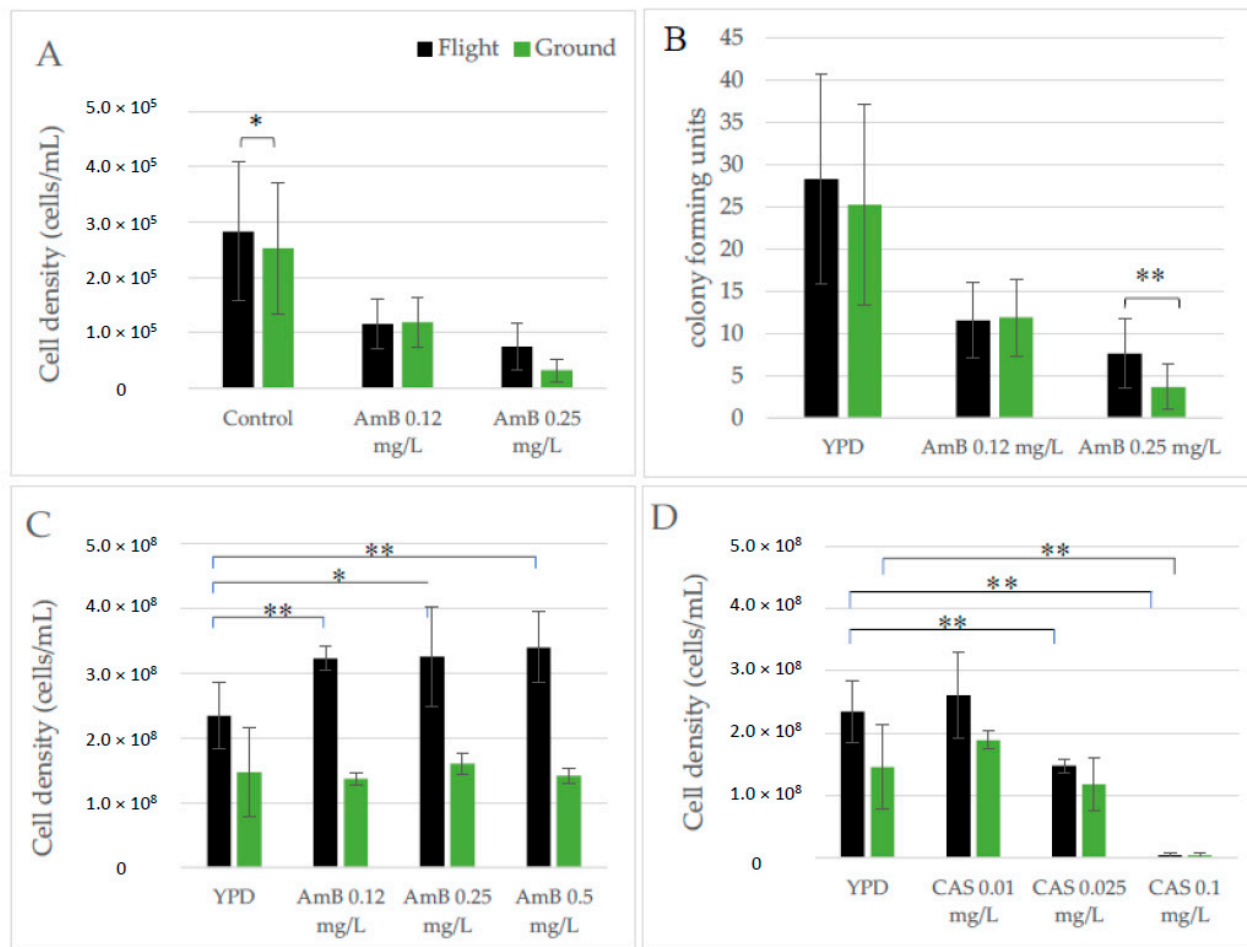 A
Flight Ground
Cell density (cells/mL)
5.0 × 10⁵
4.0 × 10⁵
3.0 × 10⁵
2.0 × 10⁵
1.0 × 10⁵
0
*
Control
AmB 0.12
mg/L
AmB 0.25
mg/L
B
colony forming units
45
40
35
30
25
20
15
10
5
0
**
YPD
AmB 0.12 mg/L
AmB 0.25 mg/L
C
Cell density (cells/mL)
5.0 × 10⁸
4.0 × 10⁸
3.0 × 10⁸
2.0 × 10⁸
1.0 × 10⁸
0
**
*
**
YPD
AmB 0.12
mg/L
AmB 0.25
mg/L
AmB 0.5
mg/L
D
Cell density (cells/mL)
5.0 × 10⁸
4.0 × 10⁸
3.0 × 10⁸
2.0 × 10⁸
1.0 × 10⁸
0
**
**
**
YPD
CAS 0.01
mg/L
CAS 0.025
mg/L
CAS 0.1
mg/L